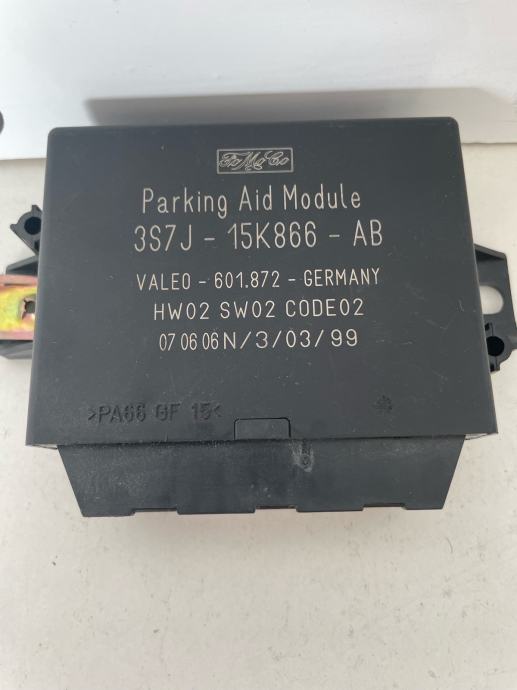 FoMoCo
Parking Aid Module
3S7J - 15K866 - AB
VALEO - 601.872 - GERMANY
HW02 SW02 CODE02
07 06 06 N/3/03/99
>PA66 GF 15<